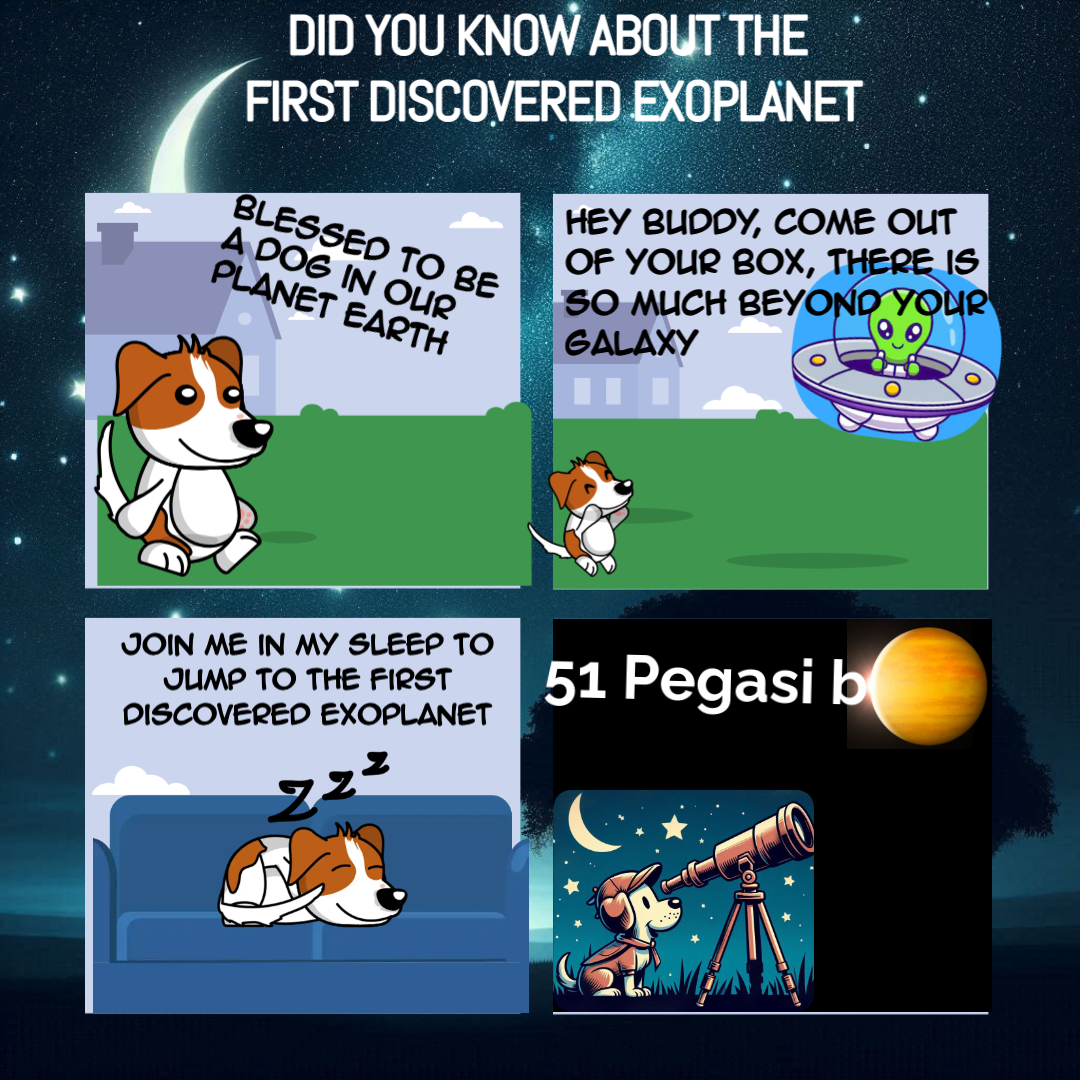 DID YOU KNOW ABOUT THE
FIRST DISCOVERED EXOPLANET
BLESSED TO BE
A DOG IN OUR
PLANET EARTH
HEY BUDDY, COME OUT
OF YOUR BOX, THERE IS
SO MUCH BEYOND YOUR
GALAXY
JOIN ME IN MY SLEEP TO
JUMP TO THE FIRST
DISCOVERED EXOPLANET
Z Z Z
51 Pegasi b